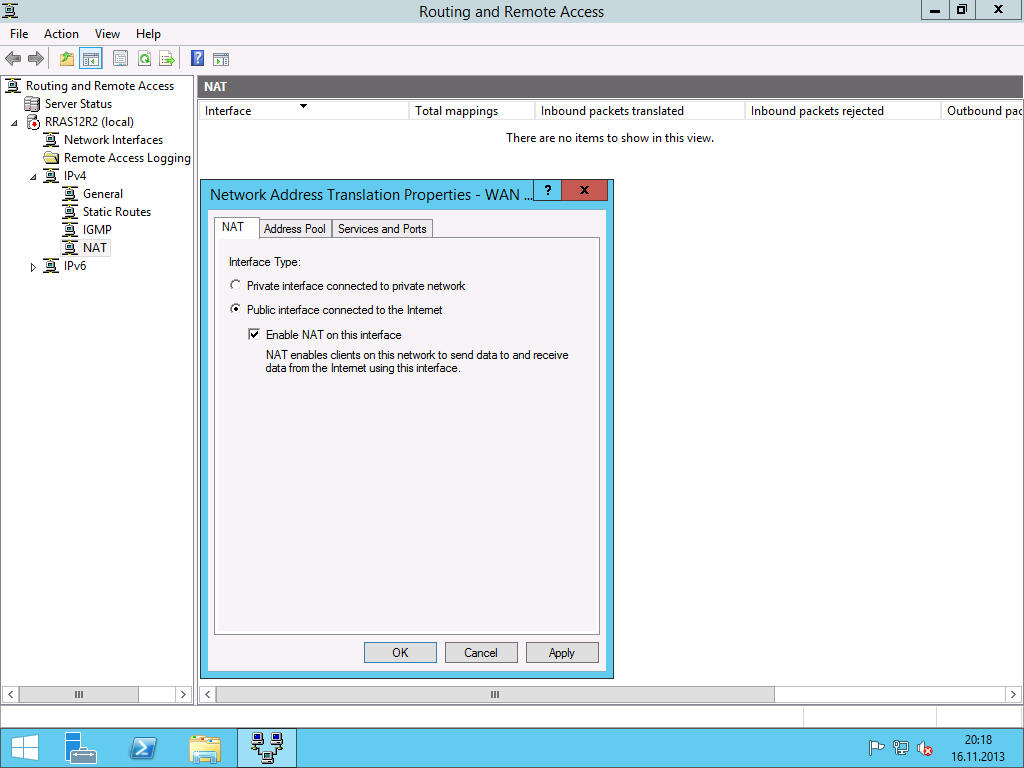 Routing and Remote Access
File Action View Help
Routing and Remote Access
Server Status
RRAS12R2 (local)
Network Interfaces
Remote Access Logging
IPv4
General
Static Routes
IGMP
NAT
IPv6
NAT
Interface Total mappings Inbound packets translated Inbound packets rejected Outbound pac
There are no items to show in this view.
Network Address Translation Properties - WAN ...
NAT Address Pool Services and Ports
Interface Type:
Private interface connected to private network
Public interface connected to the Internet
Enable NAT on this interface
NAT enables clients on this network to send data to and receive
data from the Internet using this interface.
OK Cancel Apply
20:18
16.11.2013